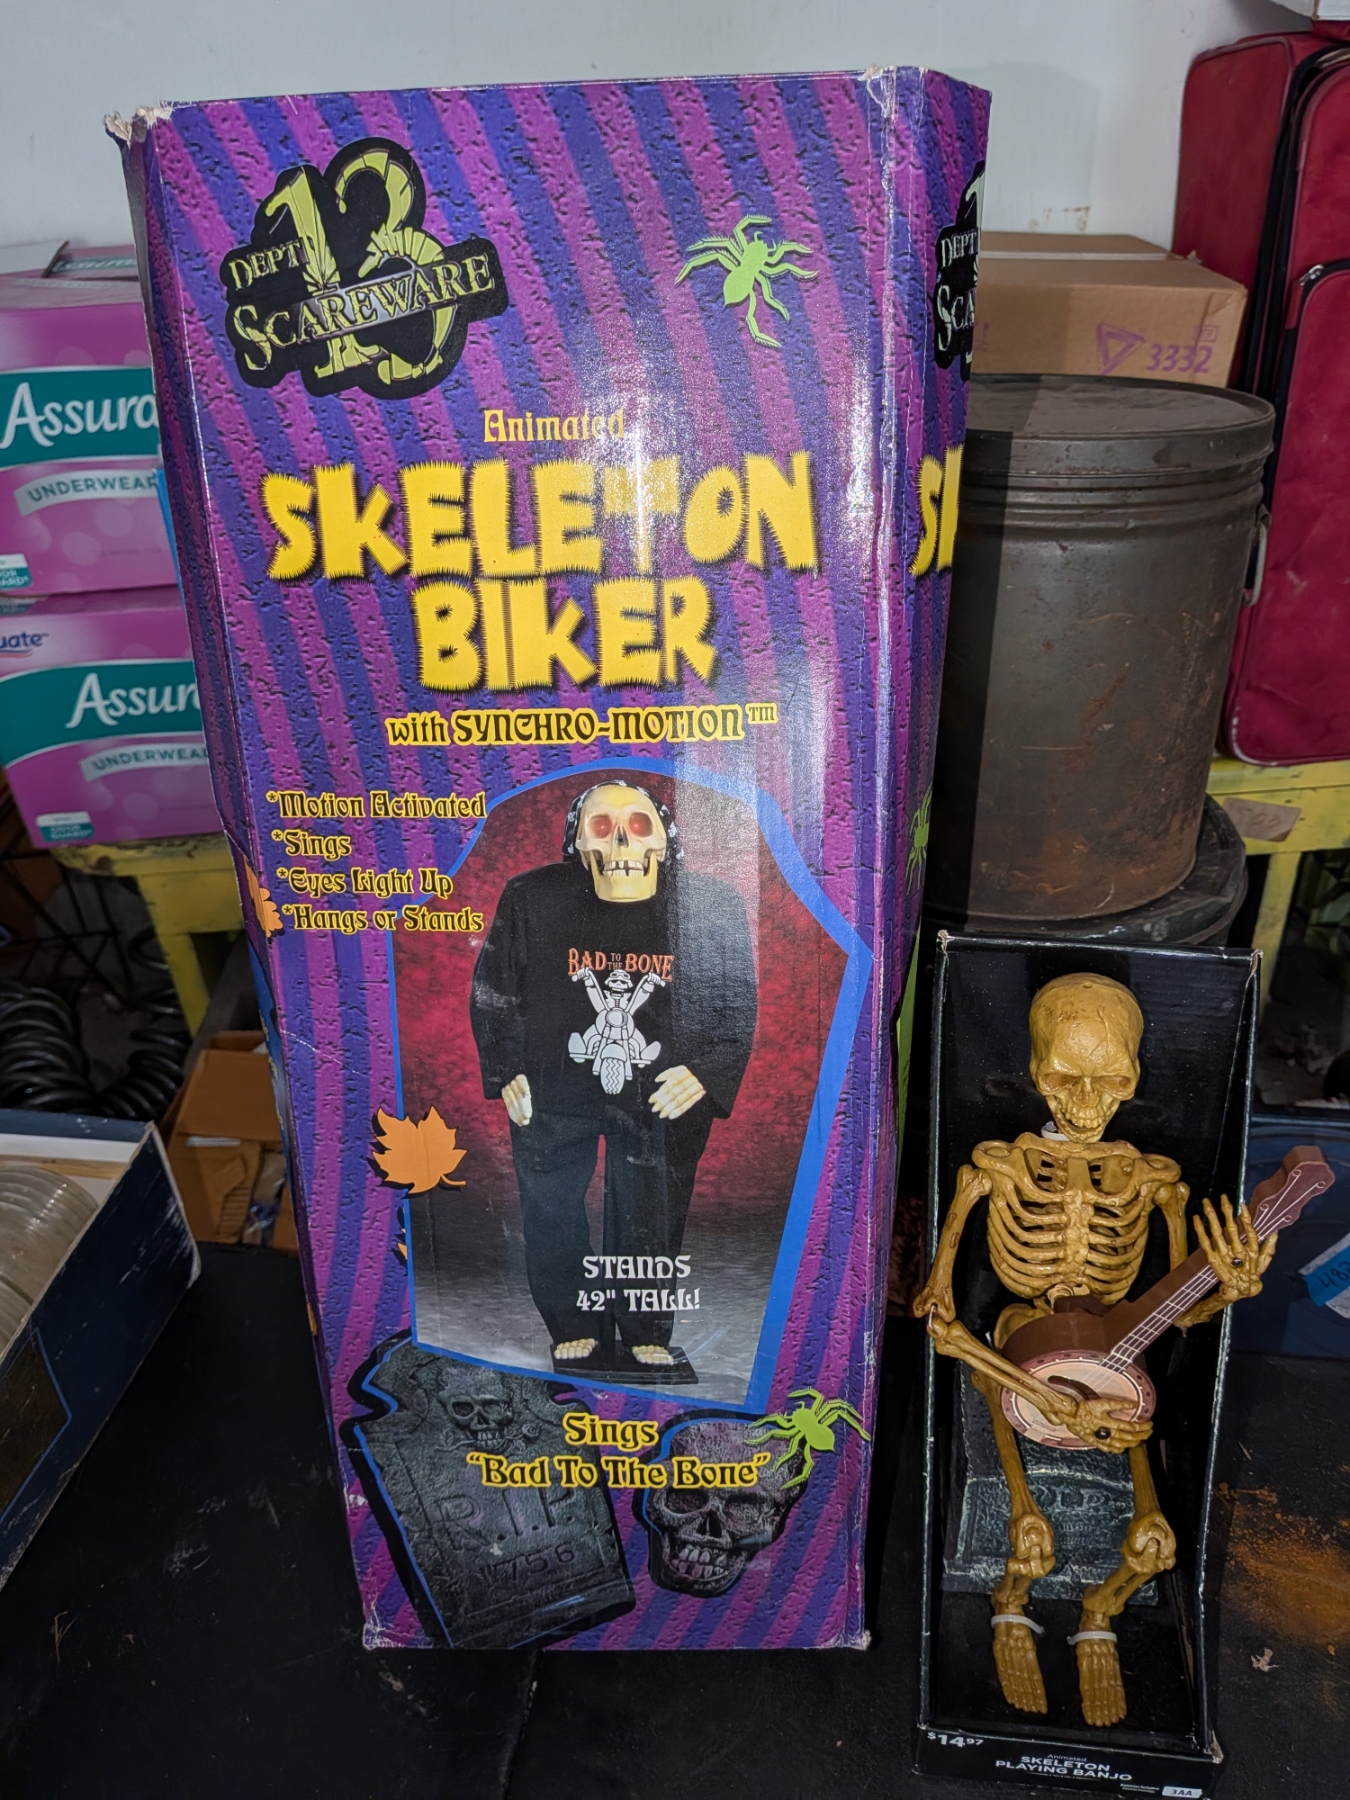 DEPT
13
SCAREWARE
Animated
SKELETON
BIKER
with SYNCHRO-MOTION™
*Motion Activated
*Sings
*Eyes Light Up
*Hangs or Stands
BAD TO THE BONE
STANDS
42" TALL!
Sings
"Bad To The Bone"
R.I.P.
1756
DEPT
UNDERWEAR
Assur
UNDERWEA
3332
R.I.P.
$14.97
Animated
SKELETON
PLAYING BANJO
3AA